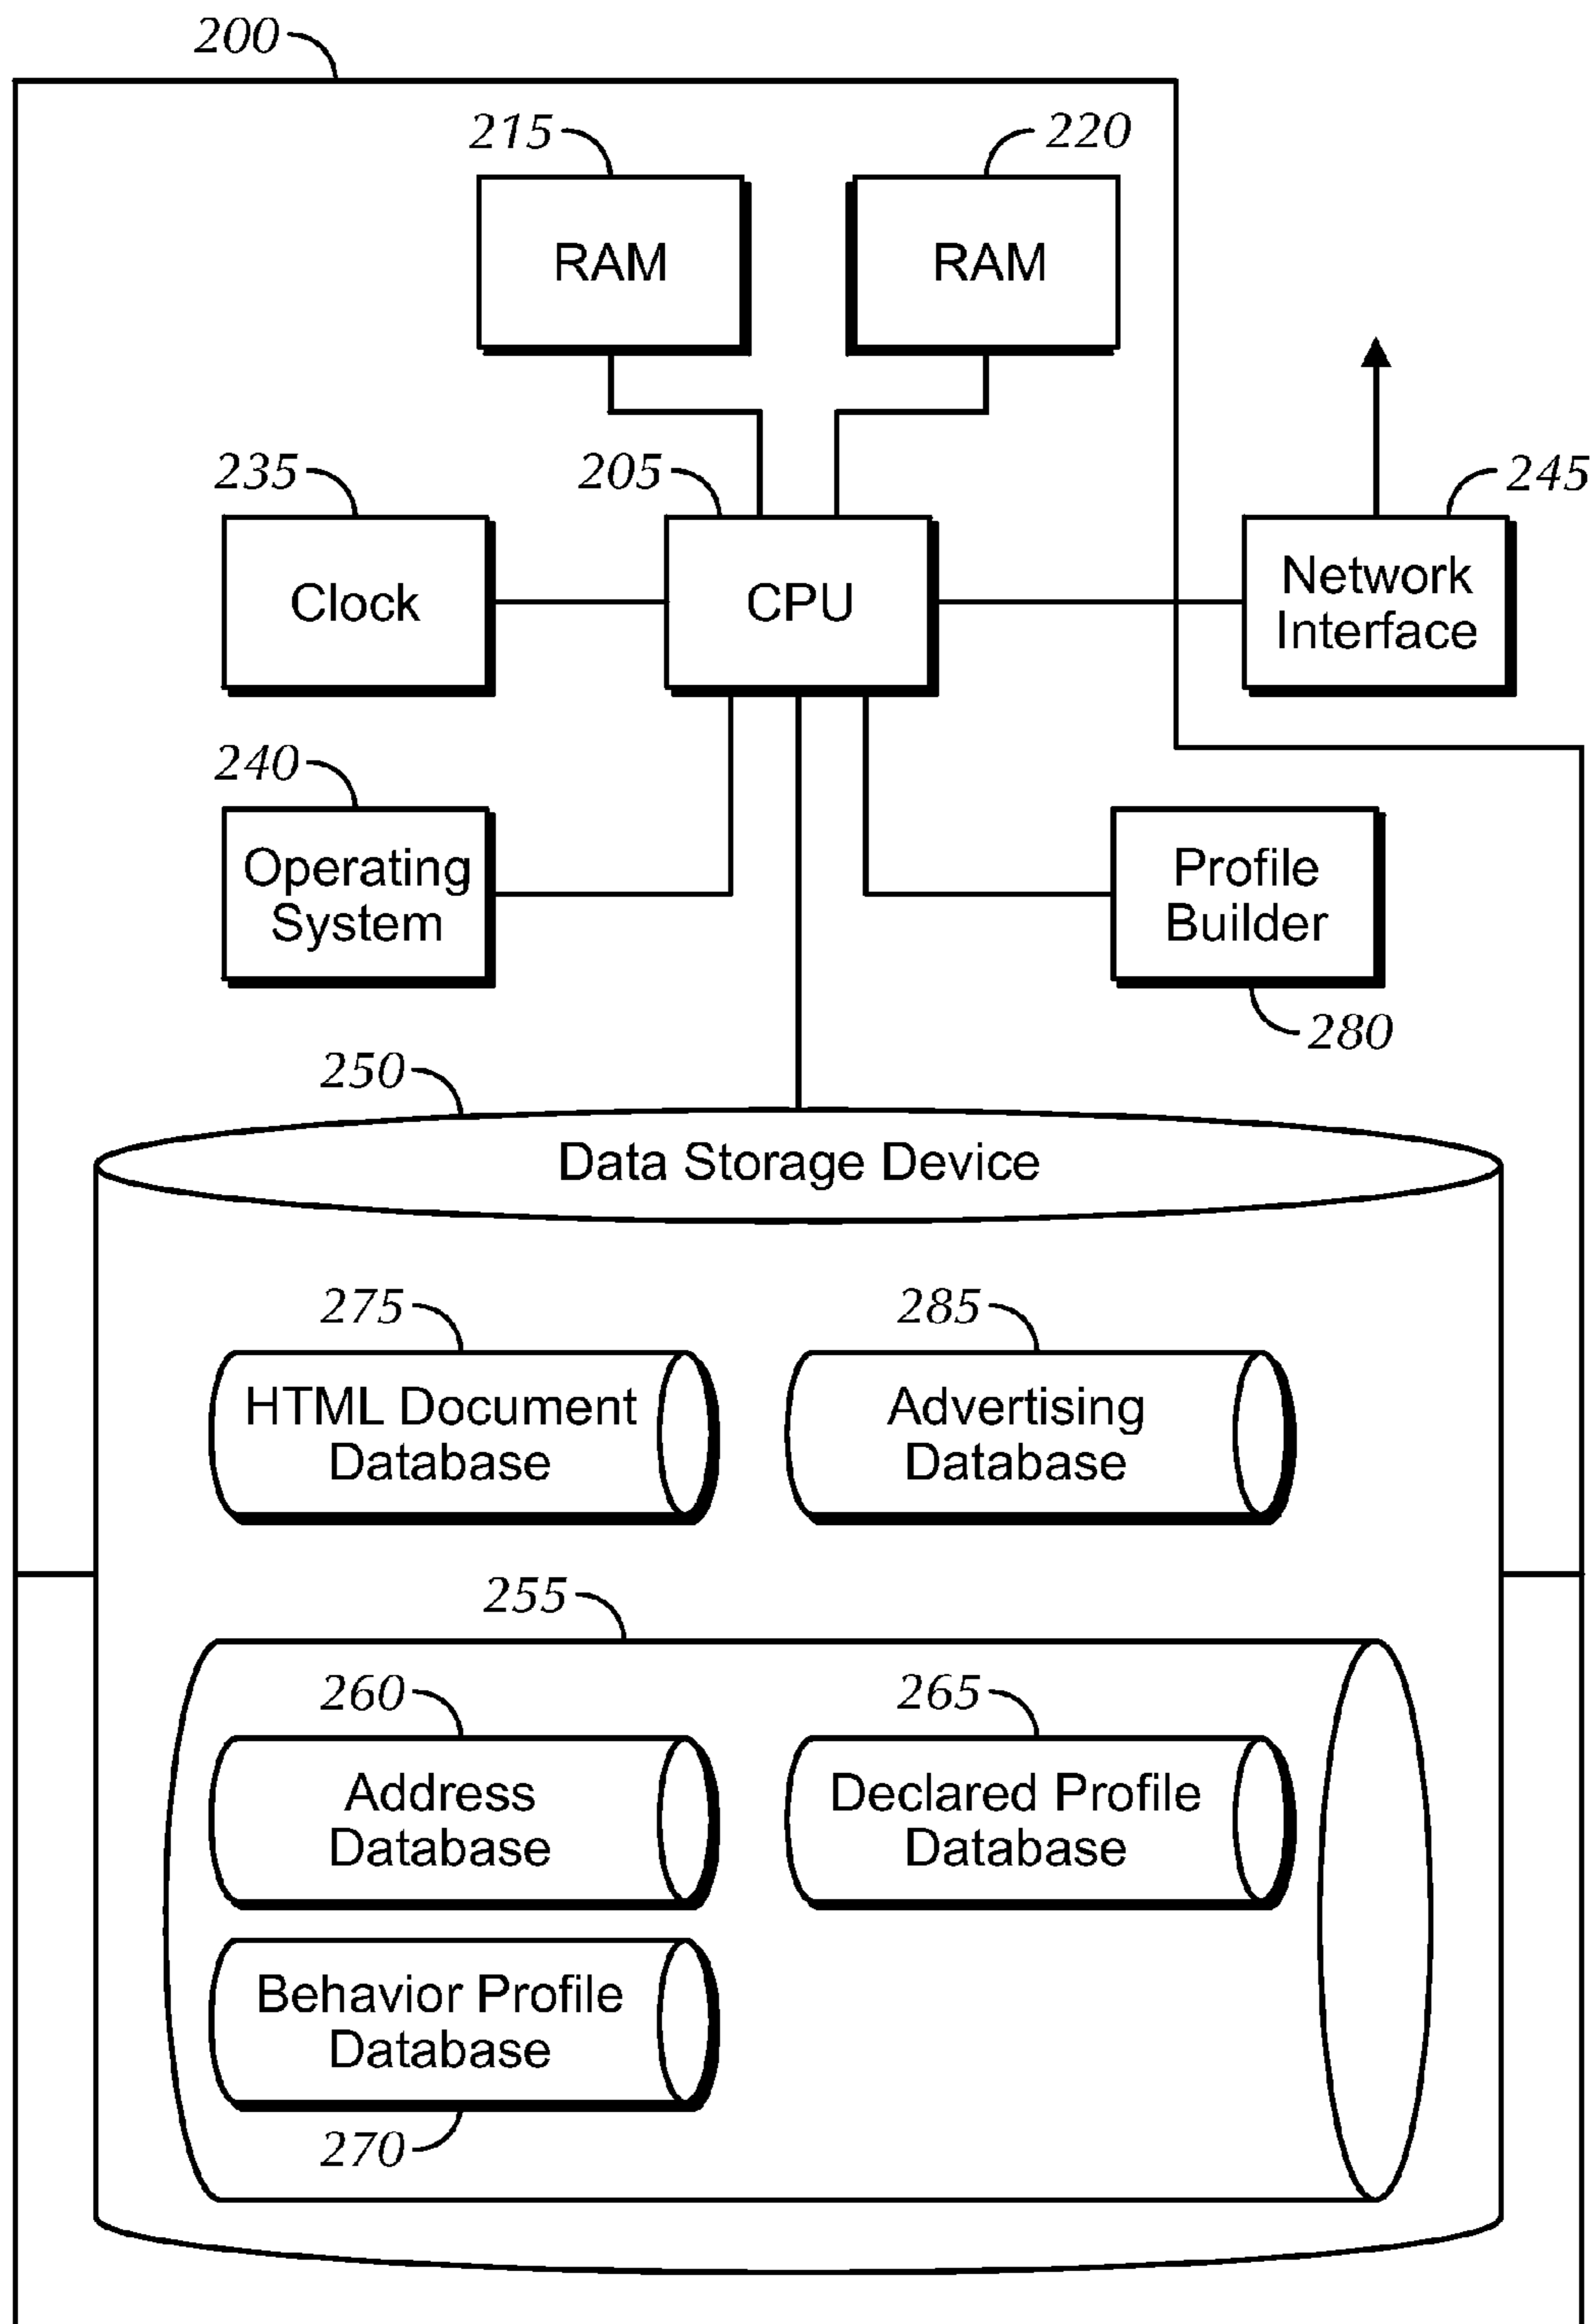 200
215
220
RAM
RAM
235
205
245
Clock
CPU
Network
Interface
240
Operating
System
Profile
Builder
280
250
Data Storage Device
275
285
HTML Document
Database
Advertising
Database
255
260
265
Address
Database
Declared Profile
Database
Behavior Profile
Database
270